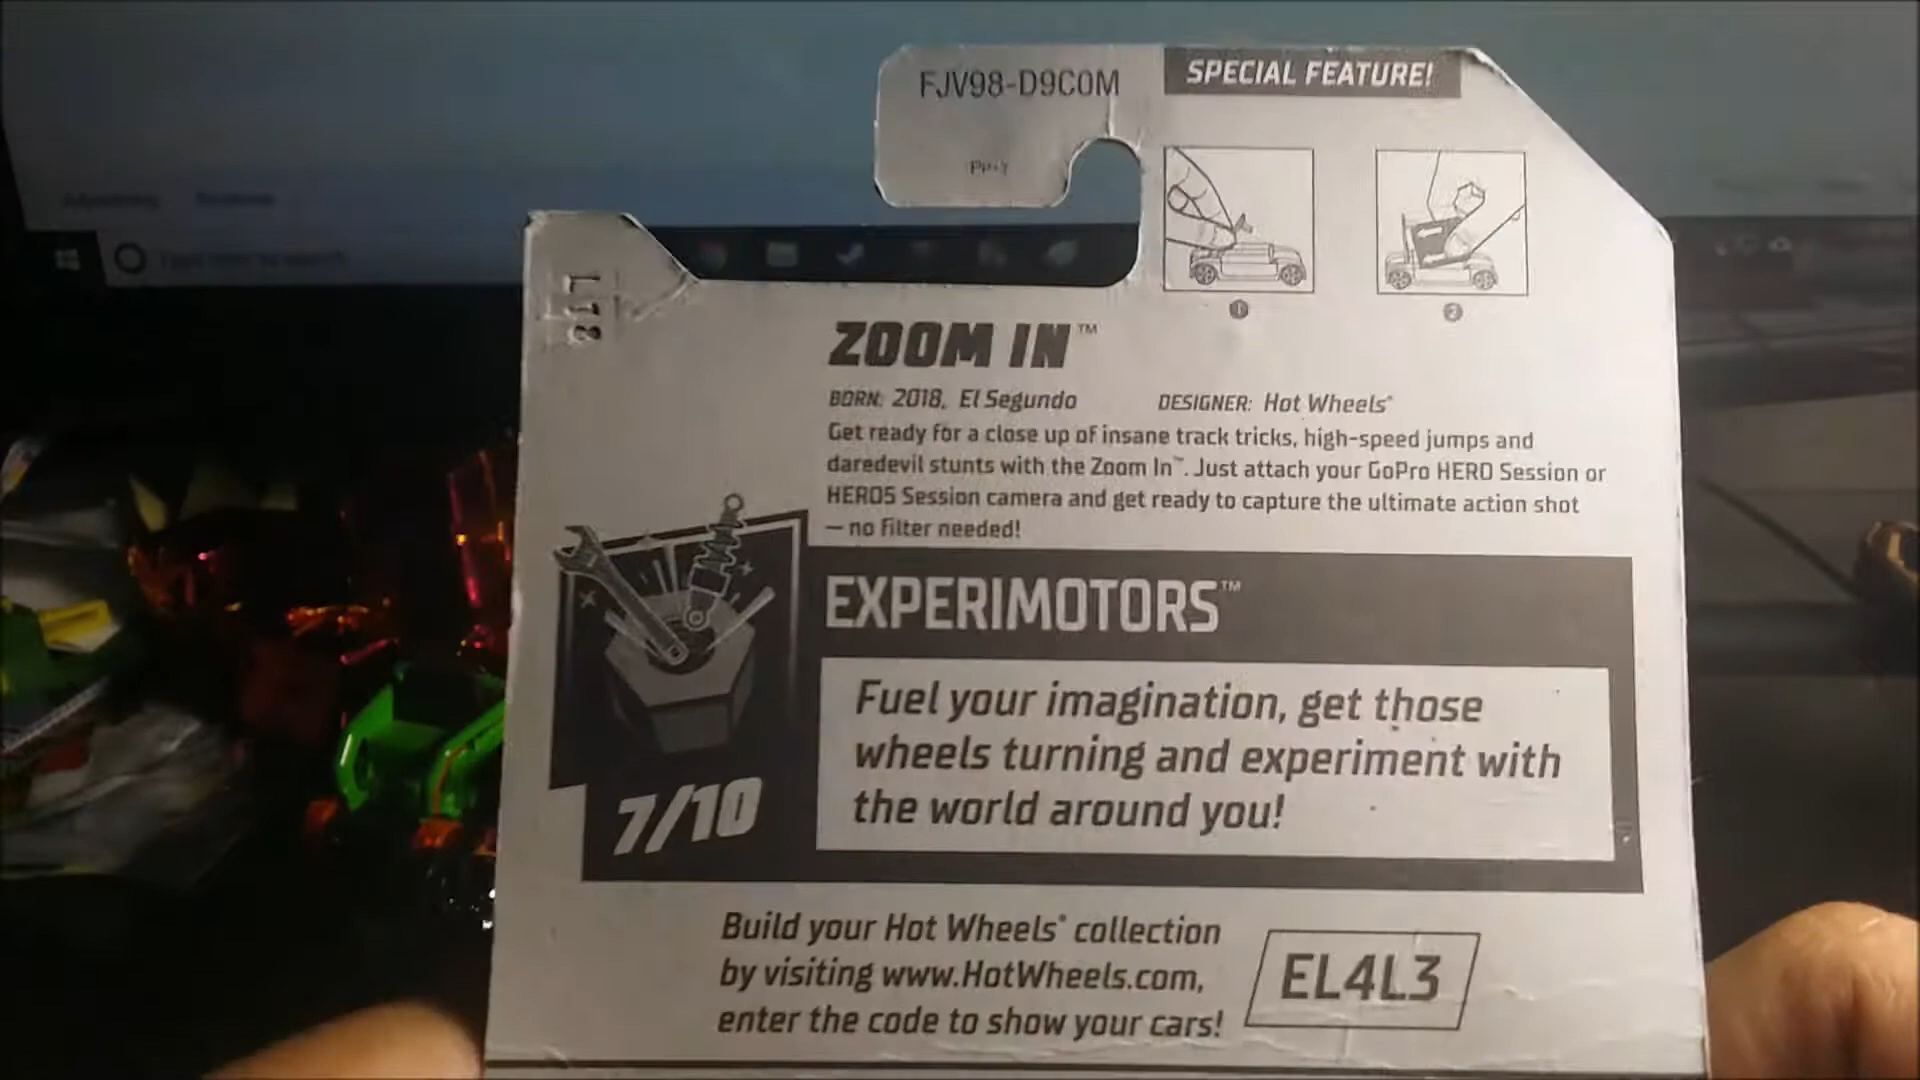 FJV98-D9C0M
SPECIAL FEATURE!
1
2
ZOOM IN™
BORN: 2018, El Segundo
DESIGNER: Hot Wheels®
Get ready for a close up of insane track tricks, high-speed jumps and
daredevil stunts with the Zoom In™. Just attach your GoPro HERO Session or
HERO5 Session camera and get ready to capture the ultimate action shot
— no filter needed!
EXPERIMOTORS™
Fuel your imagination, get those
wheels turning and experiment with
the world around you!
7/10
Build your Hot Wheels® collection
by visiting www.HotWheels.com,
enter the code to show your cars!
EL4L3